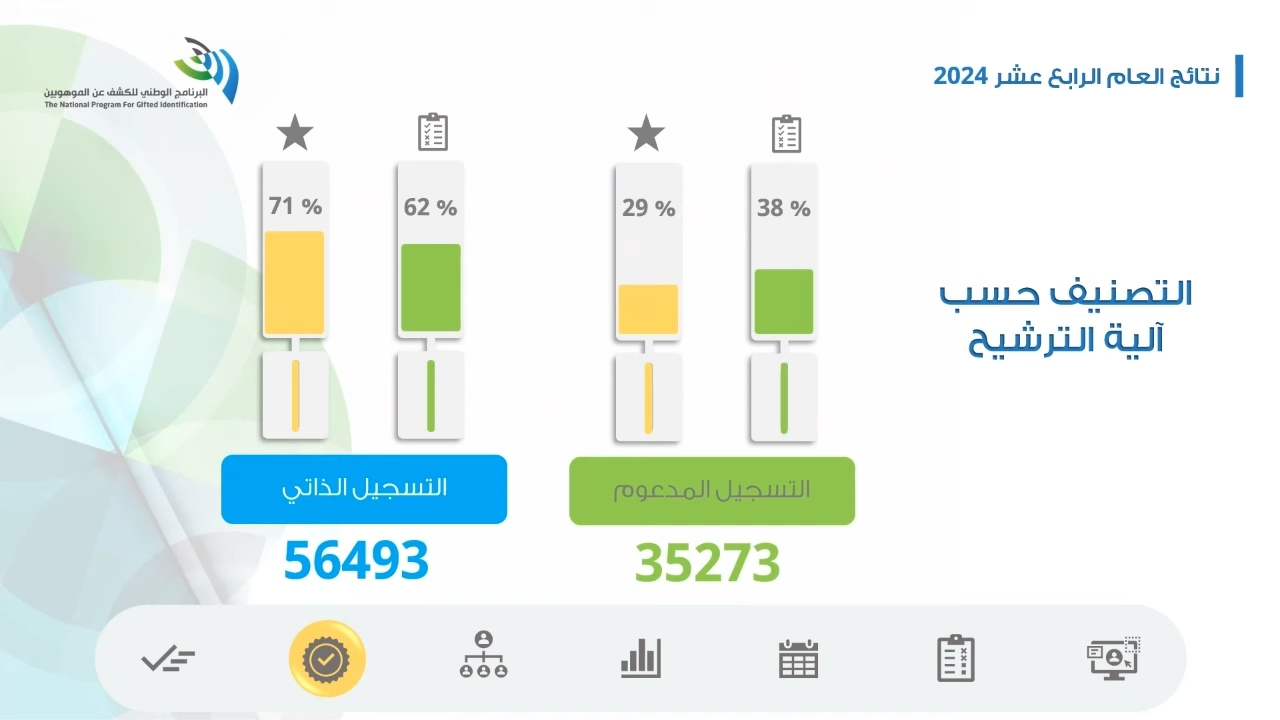 نتائج العام الرابع عشر 2024
البرنامج الوطني للكشف عن الموهوبين
The National Program For Gifted Identification
التصنيف حسب
آلية الترشيح
71 %
62 %
29 %
38 %
التسجيل الذاتي
التسجيل المدعوم
56493
35273